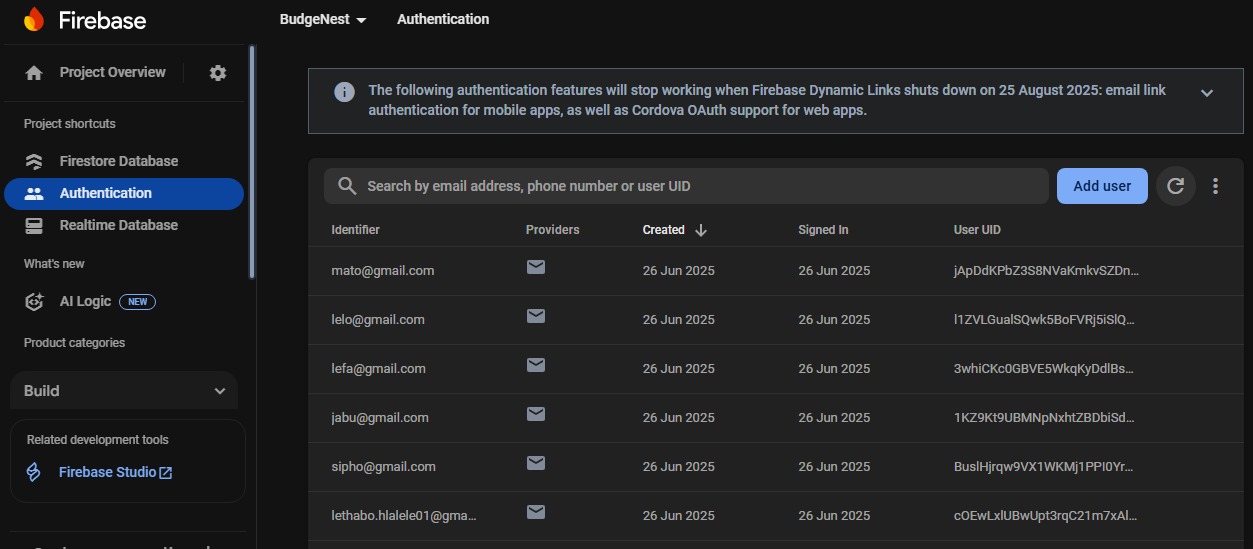 Firebase
BudgeNest Authentication
Project Overview
Project shortcuts
Firestore Database
Authentication
Realtime Database
What's new
AI Logic NEW
Product categories
Build
Related development tools
Firebase Studio
The following authentication features will stop working when Firebase Dynamic Links shuts down on 25 August 2025: email link
authentication for mobile apps, as well as Cordova OAuth support for web apps.
Search by email address, phone number or user UID
Add user
Identifier Providers Created Signed In User UID
mato@gmail.com 26 Jun 2025 26 Jun 2025 jApDdKPbZ3S8NVaKmkvSZDn…
lelo@gmail.com 26 Jun 2025 26 Jun 2025 l1ZVLGualSQwk5BoFVRj5iSlQ…
lefa@gmail.com 26 Jun 2025 26 Jun 2025 3whiCKc0GBVE5WkqKyDdlBs…
jabu@gmail.com 26 Jun 2025 26 Jun 2025 1KZ9Kt9UBMNpNxhtZBDbiSd…
sipho@gmail.com 26 Jun 2025 26 Jun 2025 BuslHjrqw9VX1WKMj1PPI0Yr…
lethabo.hlalele01@gma… 26 Jun 2025 26 Jun 2025 cOEwLxlUBwUpt3rqC21m7xAl…